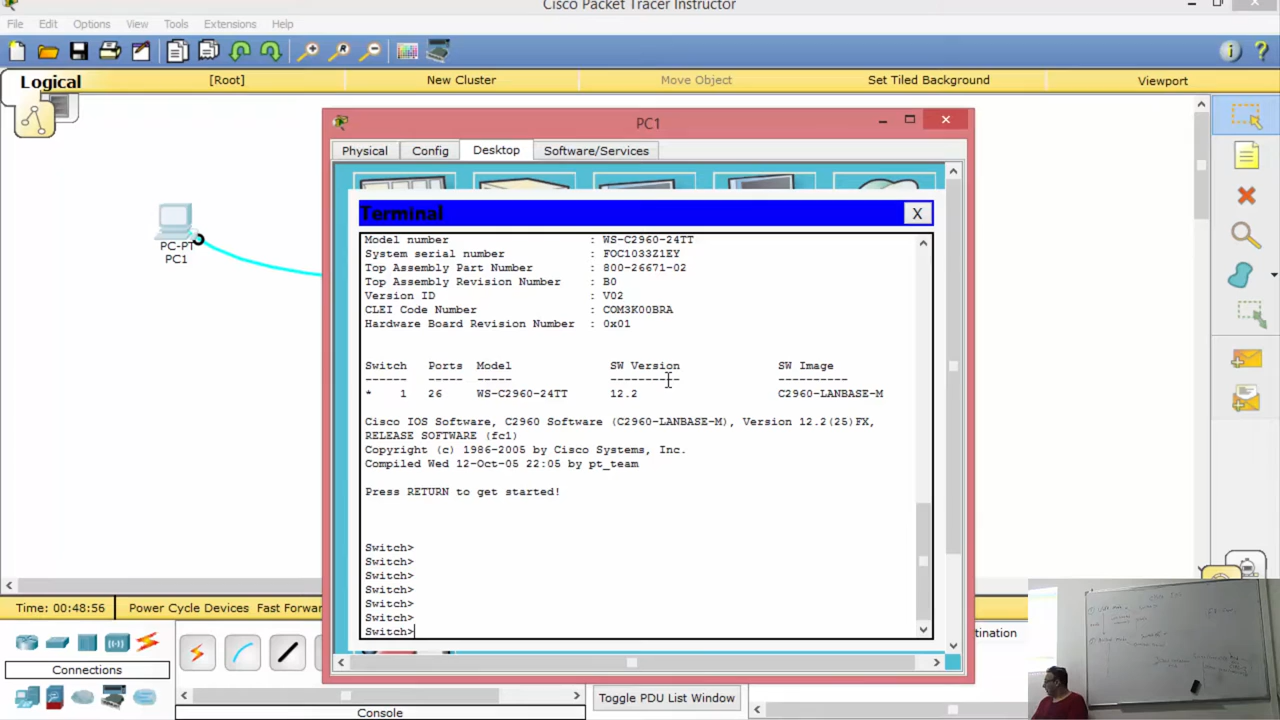 Cisco Packet Tracer Instructor
File Edit Options View Tools Extensions Help
Logical [Root] New Cluster Move Object Set Tiled Background Viewport
PC1
Physical Config Desktop Software/Services
Terminal X
Model number : WS-C2960-24TT
System serial number : FOC1033Z1EY
Top Assembly Part Number : 800-26671-02
Top Assembly Revision Number : B0
Version ID : V02
CLEI Code Number : COM3K00BRA
Hardware Board Revision Number : 0x01
Switch Ports Model SW Version SW Image
------ ----- ----- ---------- ----------
* 1 26 WS-C2960-24TT 12.2 C2960-LANBASE-M
Cisco IOS Software, C2960 Software (C2960-LANBASE-M), Version 12.2(25)FX,
RELEASE SOFTWARE (fc1)
Copyright (c) 1986-2005 by Cisco Systems, Inc.
Compiled Wed 12-Oct-05 22:05 by pt_team
Press RETURN to get started!
Switch>
Switch>
Switch>
Switch>
Switch>
Switch>
Switch>
PC-PT
PC1
Time: 00:48:56 Power Cycle Devices Fast Forwar
tination
Connections
Toggle PDU List Window
Console